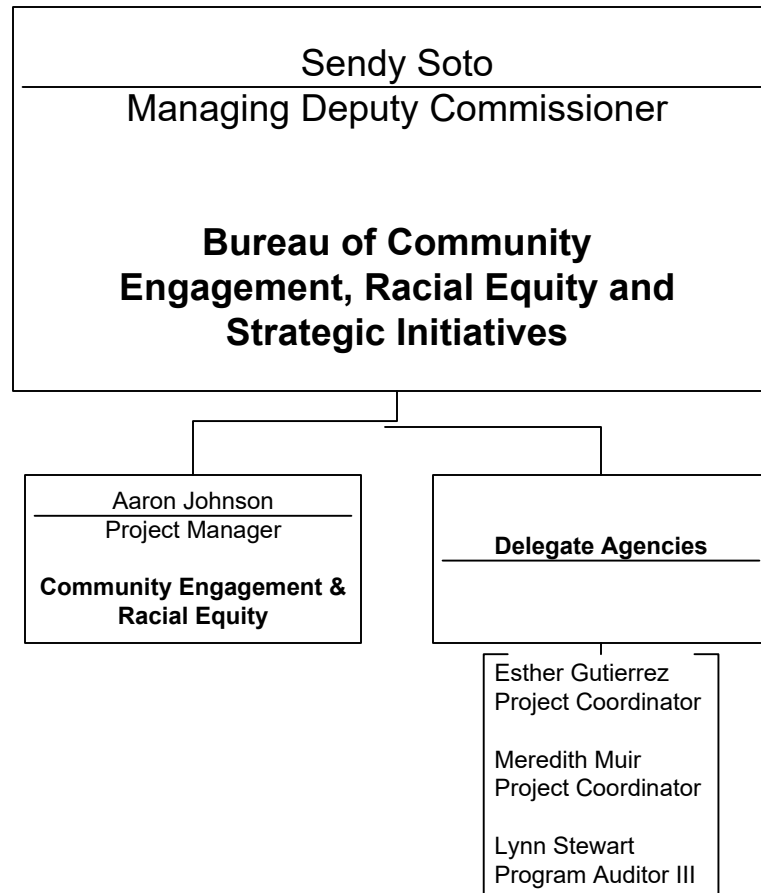 Sendy Soto
Managing Deputy Commissioner
Bureau of Community
Engagement, Racial Equity and
Strategic Initiatives
Aaron Johnson
Project Manager
Community Engagement &
Racial Equity
Delegate Agencies
Esther Gutierrez
Project Coordinator
Meredith Muir
Project Coordinator
Lynn Stewart
Program Auditor III